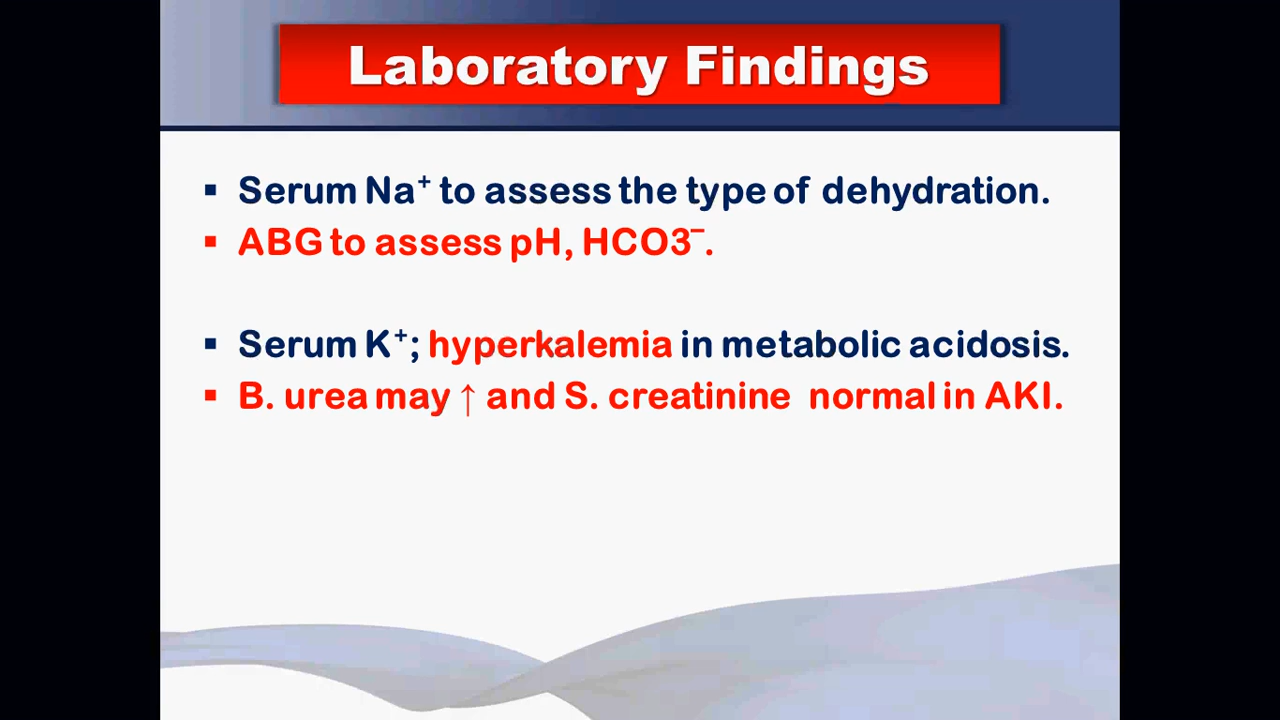 Laboratory Findings
▪ Serum Na⁺ to assess the type of dehydration.
▪ ABG to assess pH, HCO3⁻.
▪ Serum K⁺; hyperkalemia in metabolic acidosis.
▪ B. urea may ↑ and S. creatinine normal in AKI.